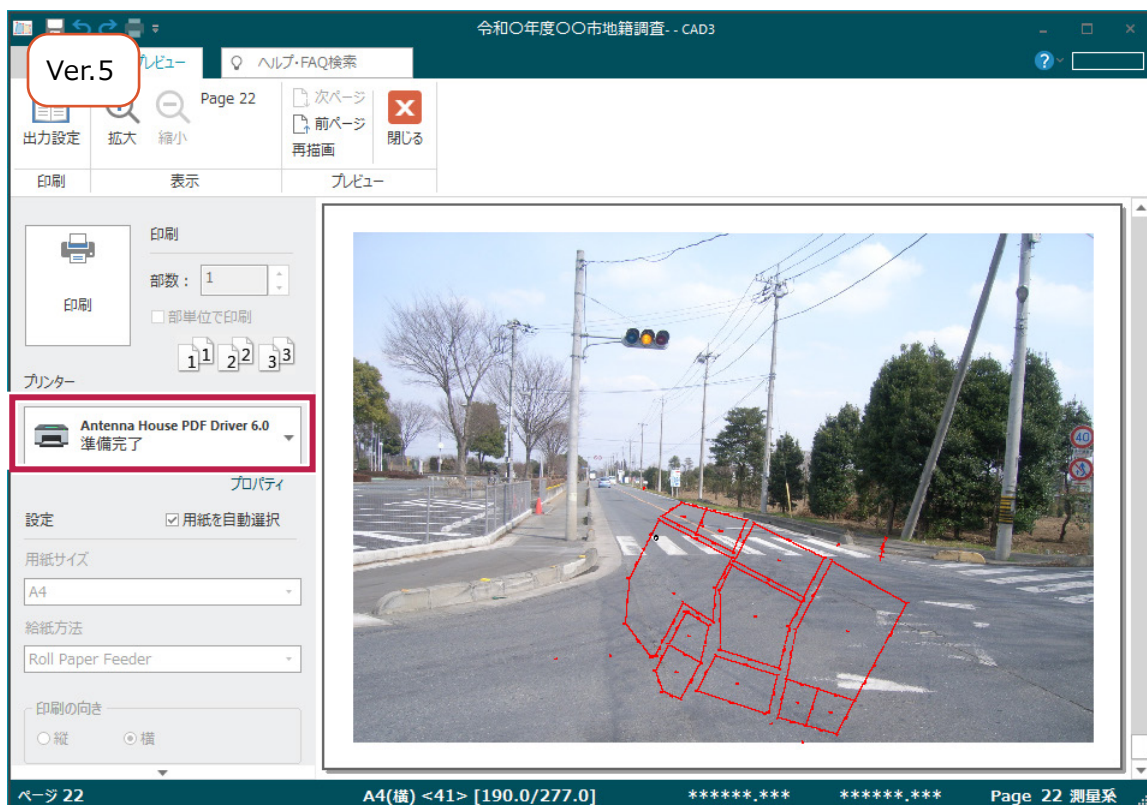 令和〇年度〇〇市地籍調査- - CAD3
Ver.5
プレビュー
ヘルプ・FAQ検索
出力設定
拡大
縮小
Page 22
次ページ
前ページ
再描画
閉じる
印刷
表示
プレビュー
印刷
印刷
部数： 1
部単位で印刷
1 1 2 2 3 3
プリンター
Antenna House PDF Driver 6.0
準備完了
プロパティ
設定
用紙を自動選択
用紙サイズ
A4
給紙方法
Roll Paper Feeder
印刷の向き
縦 横
40
ページ 22 A4(横) <41> [190.0/277.0] ******.*** ******.*** Page 22 測量系